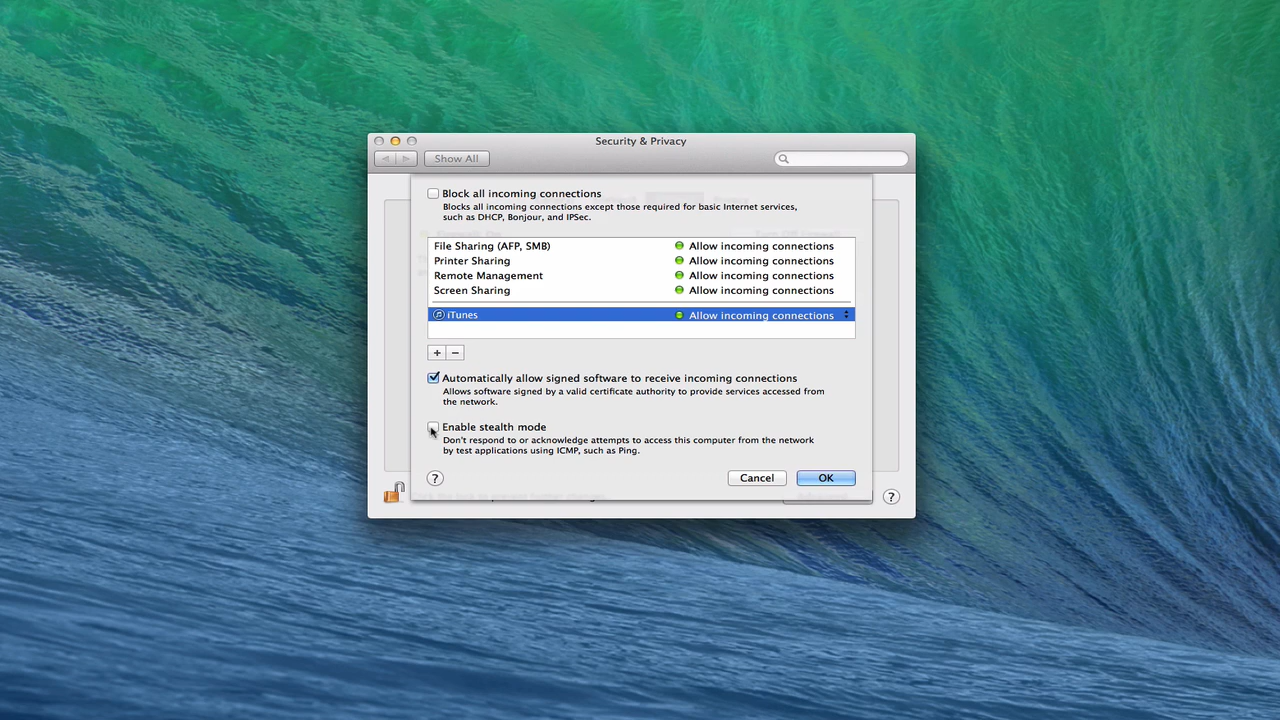 Security & Privacy
Show All
Block all incoming connections
Blocks all incoming connections except those required for basic Internet services,
such as DHCP, Bonjour, and IPSec.
File Sharing (AFP, SMB) Allow incoming connections
Printer Sharing Allow incoming connections
Remote Management Allow incoming connections
Screen Sharing Allow incoming connections
iTunes Allow incoming connections
+ −
Automatically allow signed software to receive incoming connections
Allows software signed by a valid certificate authority to provide services accessed from
the network.
Enable stealth mode
Don't respond to or acknowledge attempts to access this computer from the network
by test applications using ICMP, such as Ping.
? Cancel OK
?